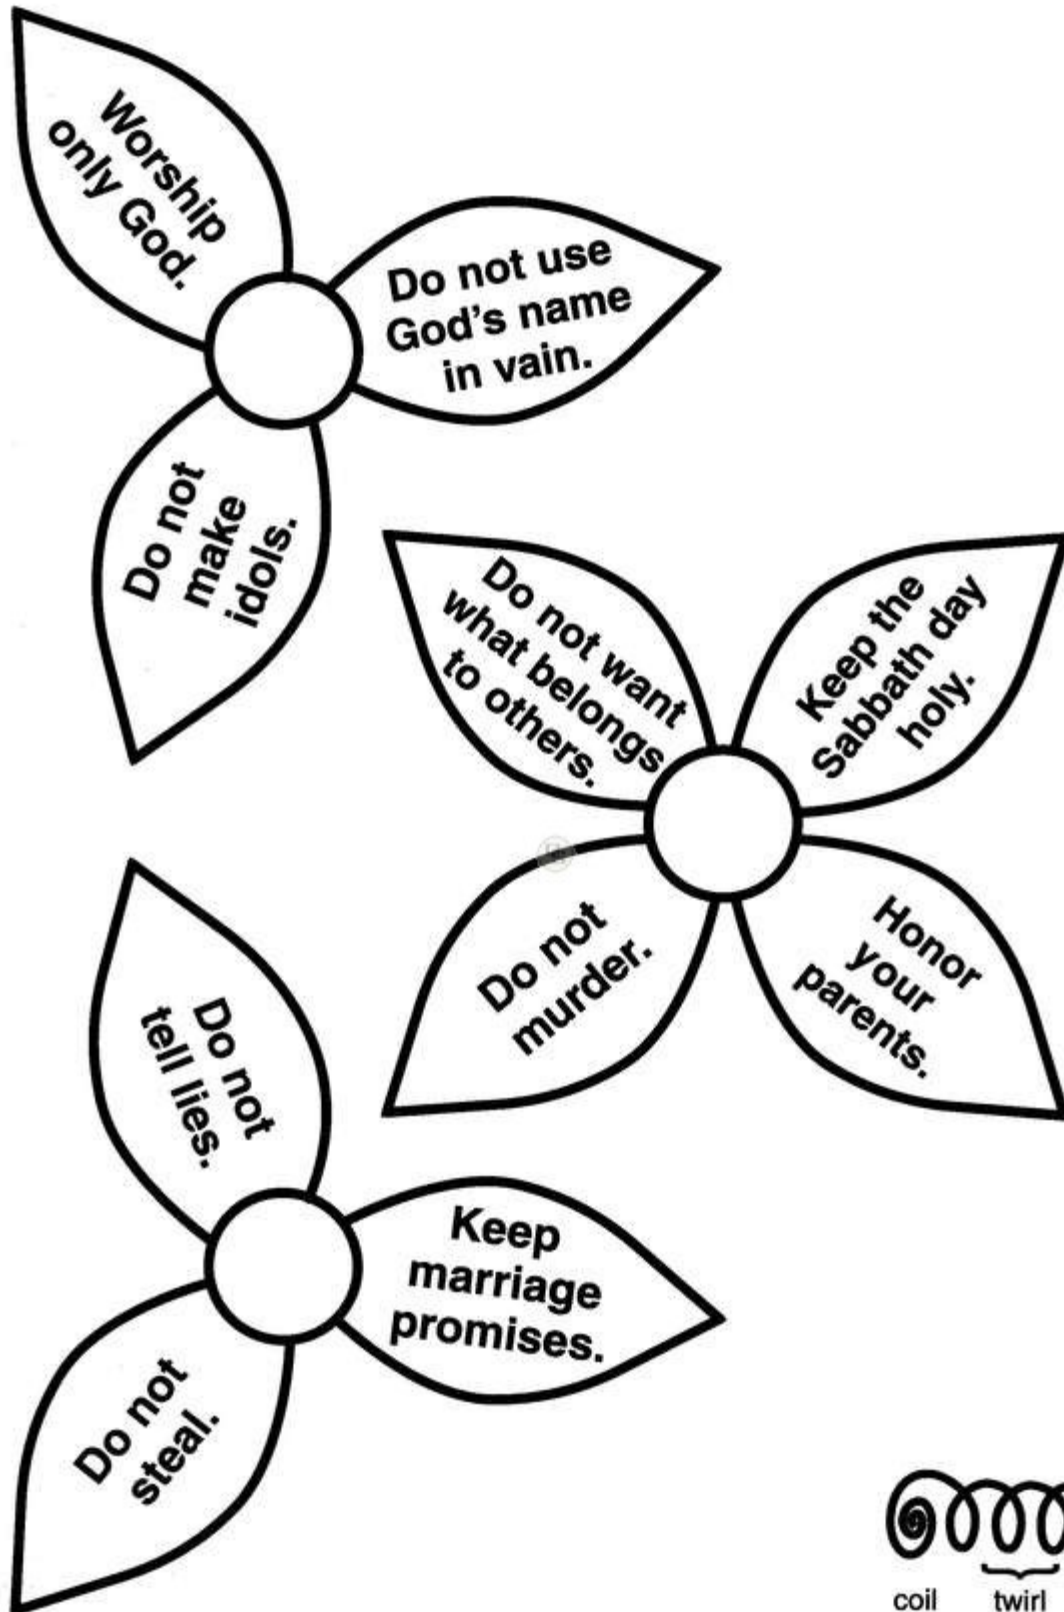 Worship
only God.
Do not use
God's name
in vain.
Do not
make
idols.
Do not want
what belongs
to others.
Keep the
Sabbath day
holy.
Do not
murder.
Honor
your
parents.
Do not
tell lies.
Keep
marriage
promises.
Do not
steal.
coil
twirl